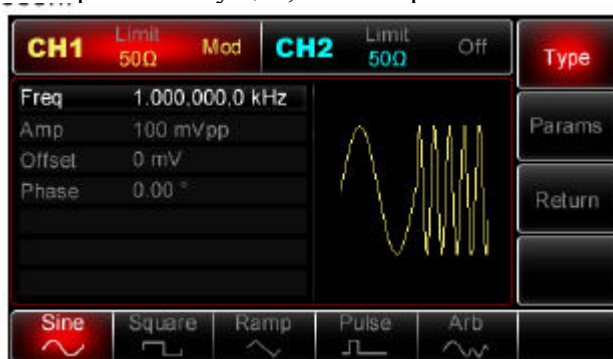 CH1 Limit 50Ω Mod CH2 Limit 50Ω Off Type
Freq 1.000,000,0 kHz
Amp 100 mVpp Params
Offset 0 mV
Phase 0.00 ° Return
Sine Square Ramp Pulse Arb